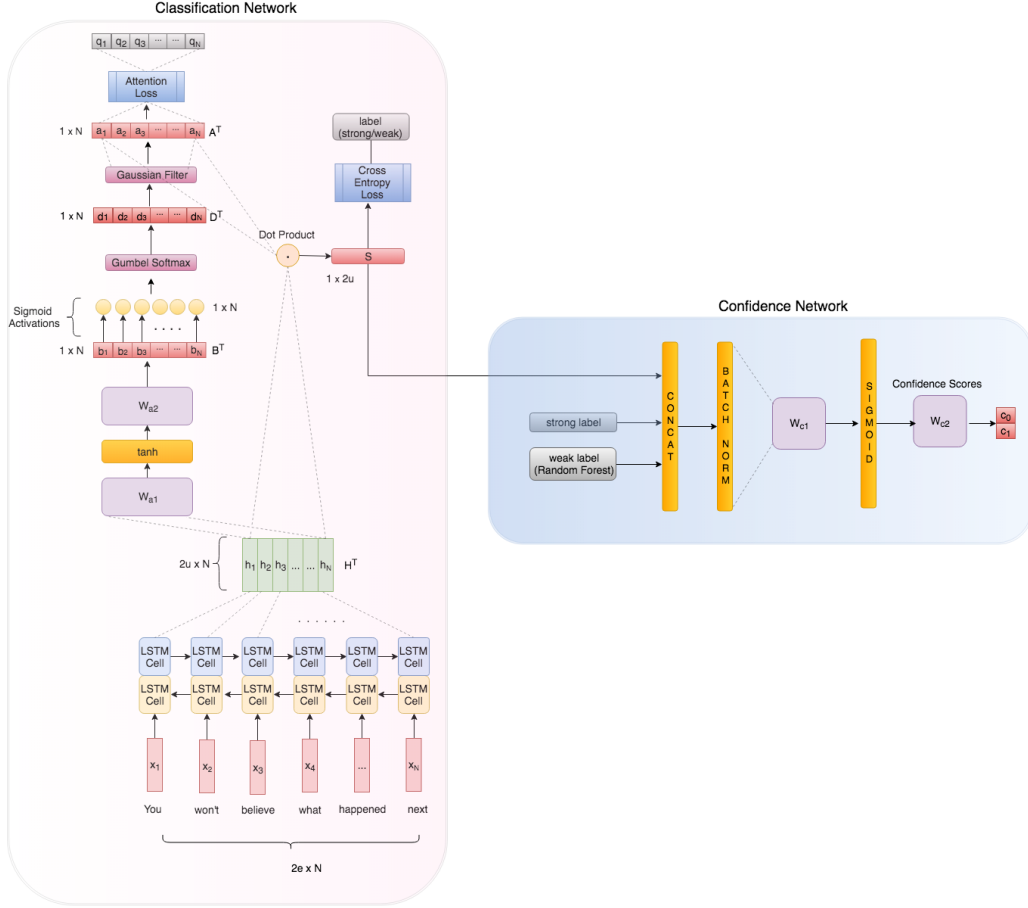 Classification Network
q1 q2 q3 ... ... qN
Attention
Loss
1 x N
a1 a2 a3 ... ... aN
A^T
Gaussian Filter
1 x N
d1 d2 d3 ... ... dN
D^T
Gumbel Softmax
Sigmoid
Activations
1 x N
. . . .
1 x N
b1 b2 b3 ... ... bN
B^T
Wa2
tanh
Wa1
label
(strong/weak)
Cross
Entropy
Loss
Dot Product
S
1 x 2u
2u x N
h1 h2 h3 ... ... hN
H^T
. . . . . .
LSTM Cell LSTM Cell LSTM Cell LSTM Cell LSTM Cell LSTM Cell
LSTM Cell LSTM Cell LSTM Cell LSTM Cell LSTM Cell LSTM Cell
x1 x2 x3 x4 ... xN
You won't believe what happened next
2e x N
Confidence Network
strong label
weak label
(Random Forest)
CONCAT
BATCH NORM
Wc1
SIGMOID
Confidence Scores
Wc2
c0
c1